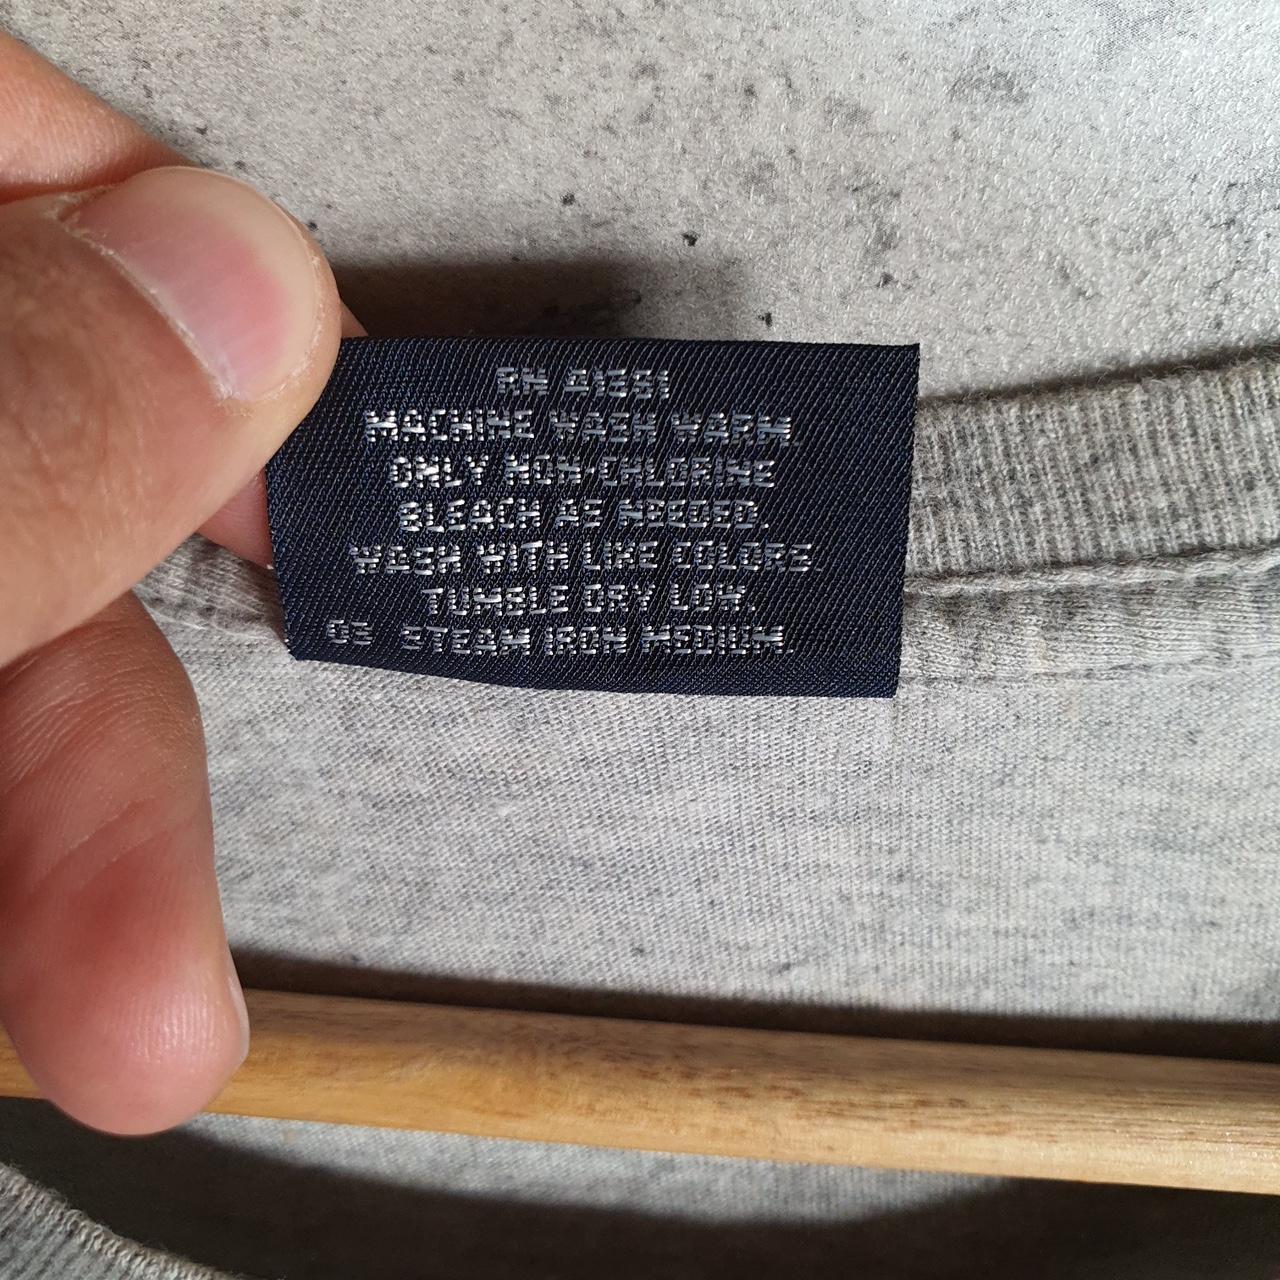 RN 41381
MACHINE WASH WARM.
ONLY NON-CHLORINE
BLEACH AS NEEDED.
WASH WITH LIKE COLORS.
TUMBLE DRY LOW.
STEAM IRON MEDIUM.